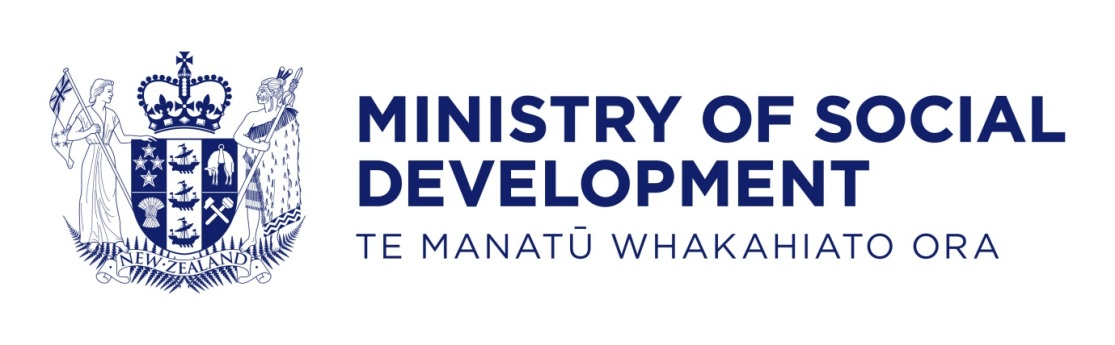 MINISTRY OF SOCIAL
DEVELOPMENT
TE MANATŪ WHAKAHIATO ORA
NEW ZEALAND